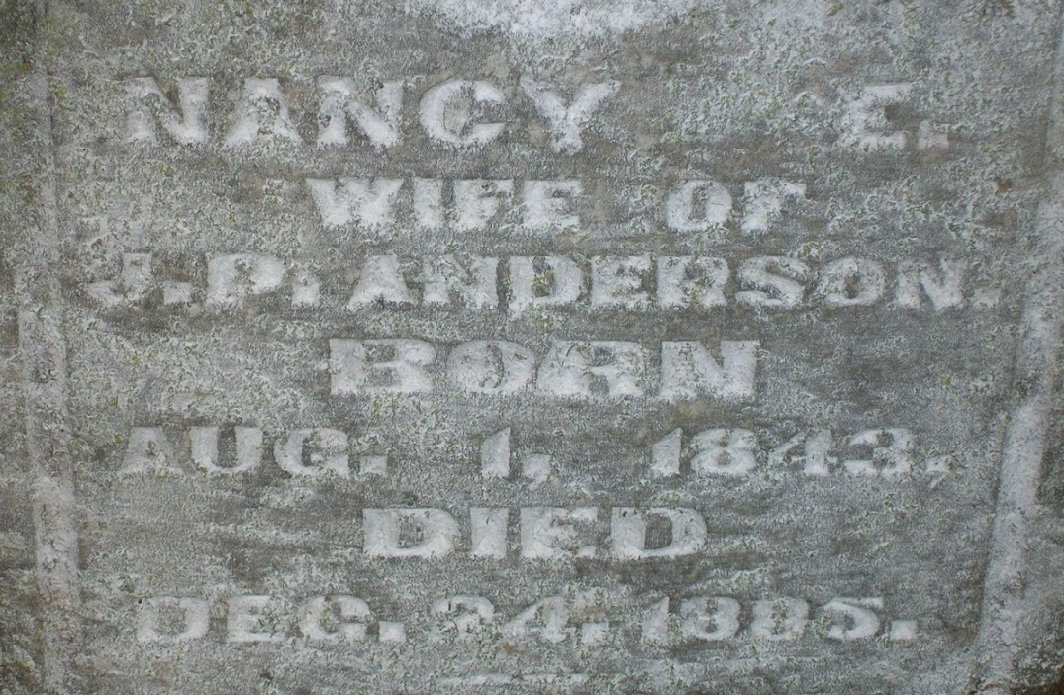 NANCY E.
WIFE OF
J.P. ANDERSON.
BORN
AUG. 1, 1843,
DIED
DEC. 24. 1885.